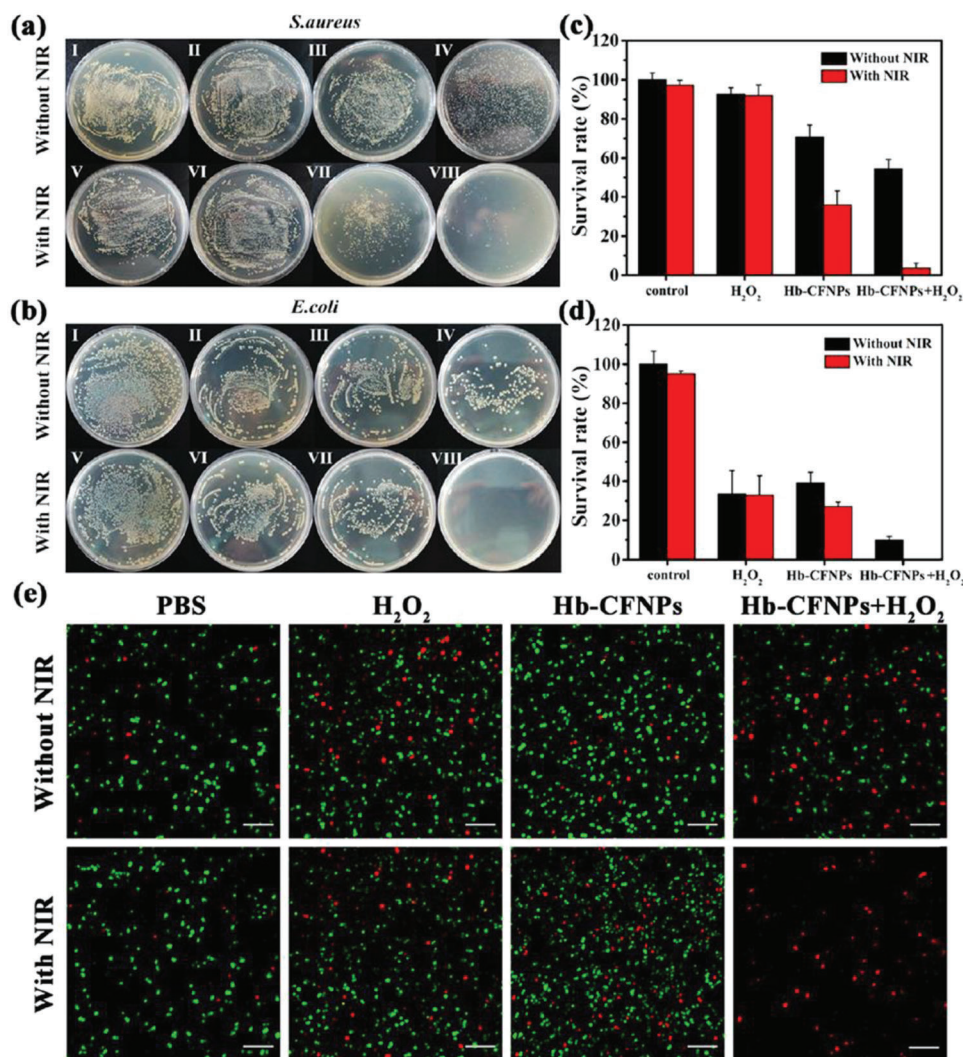 (a)
S.aureus
Without NIR
I
II
III
IV
With NIR
V
VI
VII
VIII
(b)
E.coli
Without NIR
I
II
III
IV
With NIR
V
VI
VII
VIII
(c)
Survival rate (%)
120
100
80
60
40
20
0
Without NIR
With NIR
control
H₂O₂
Hb-CFNPs
Hb-CFNPs+H₂O₂
(d)
Survival rate (%)
120
100
80
60
40
20
0
Without NIR
With NIR
control
H₂O₂
Hb-CFNPs
Hb-CFNPs+H₂O₂
(e)
PBS
H₂O₂
Hb-CFNPs
Hb-CFNPs+H₂O₂
Without NIR
With NIR